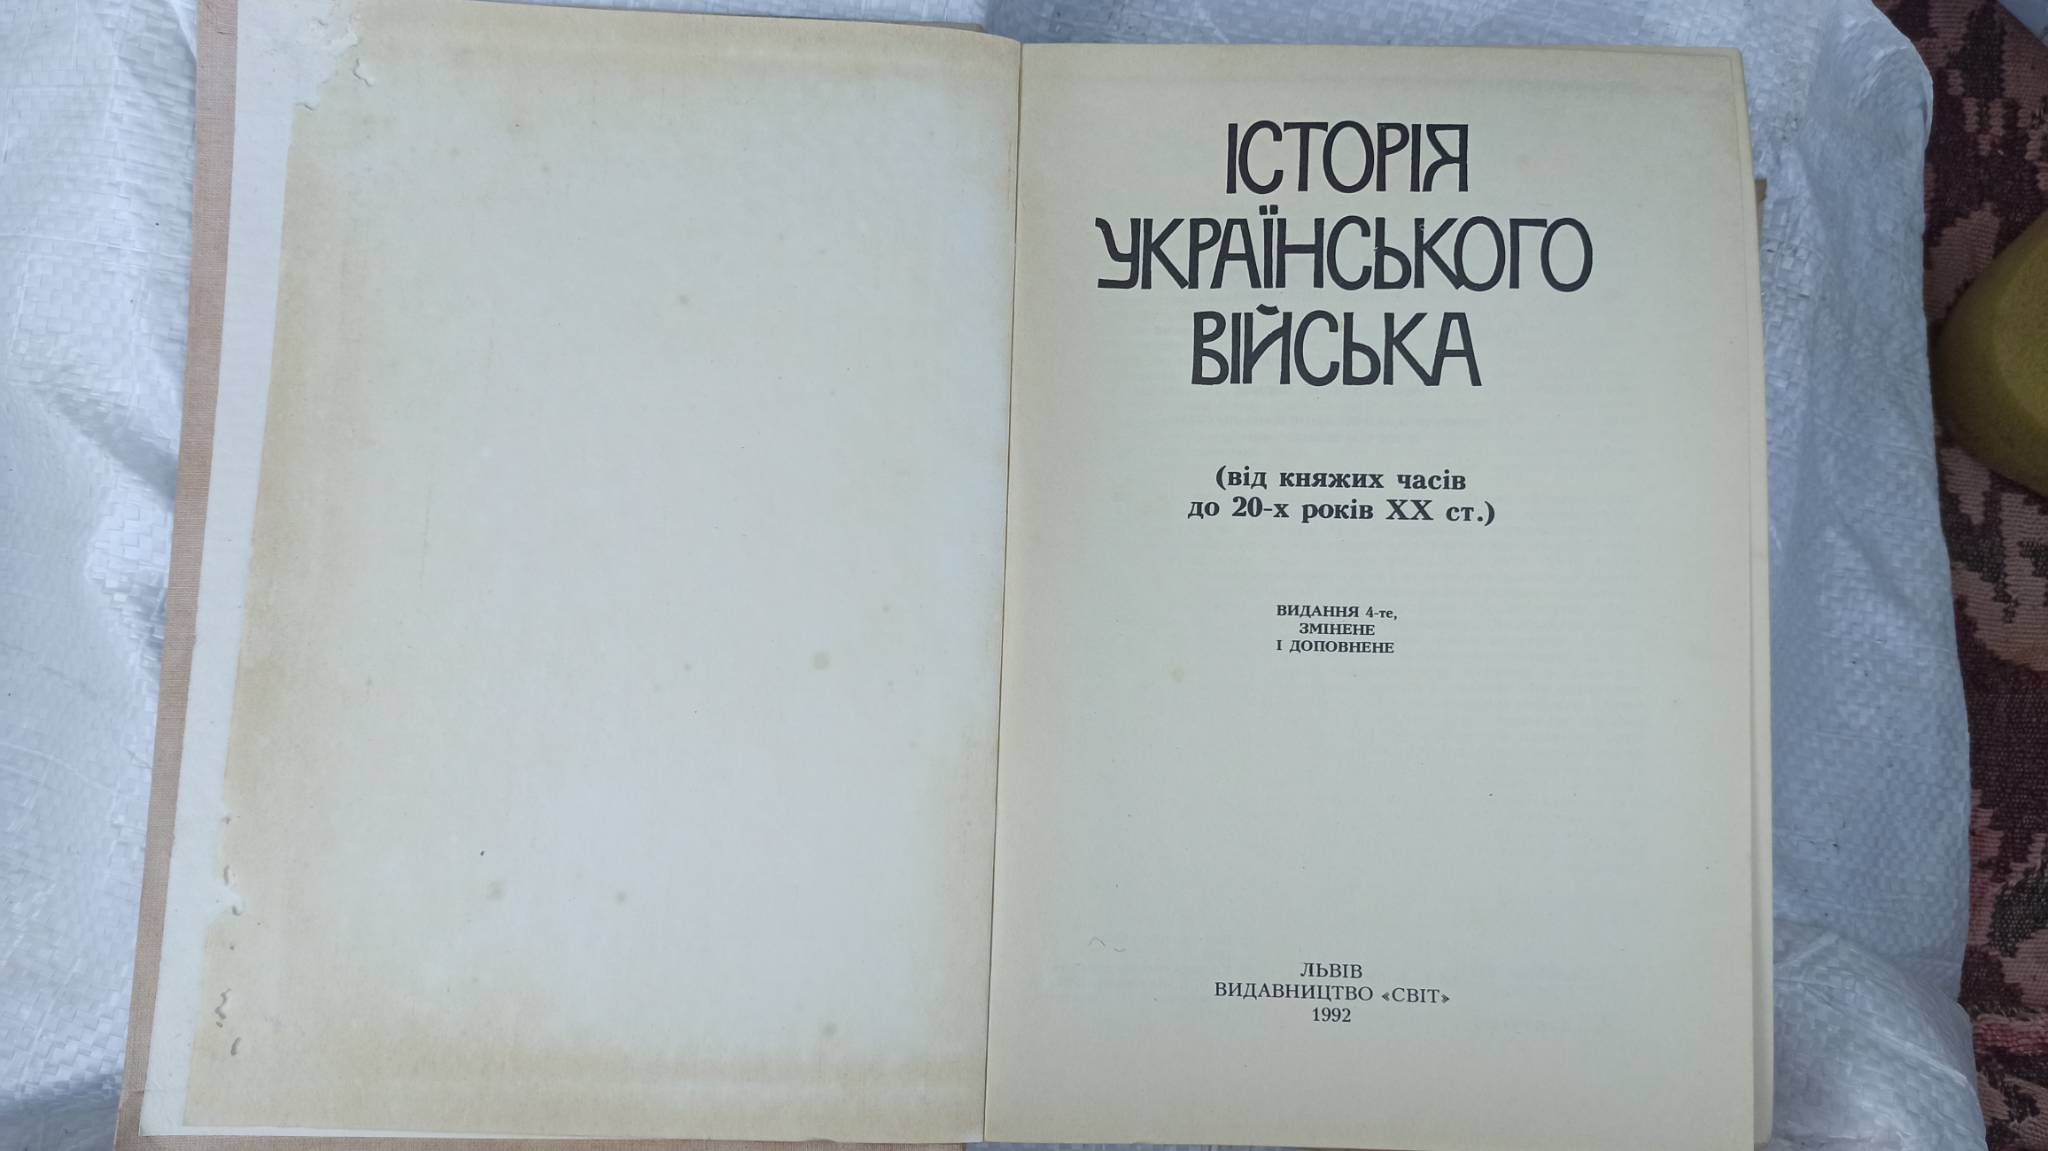 ІСТОРІЯ
УКРАЇНСЬКОГО
ВІЙСЬКА
(від княжих часів
до 20-х років XX ст.)
ВИДАННЯ 4-те,
ЗМІНЕНЕ
І ДОПОВНЕНЕ
ЛЬВІВ
ВИДАВНИЦТВО «СВІТ»
1992